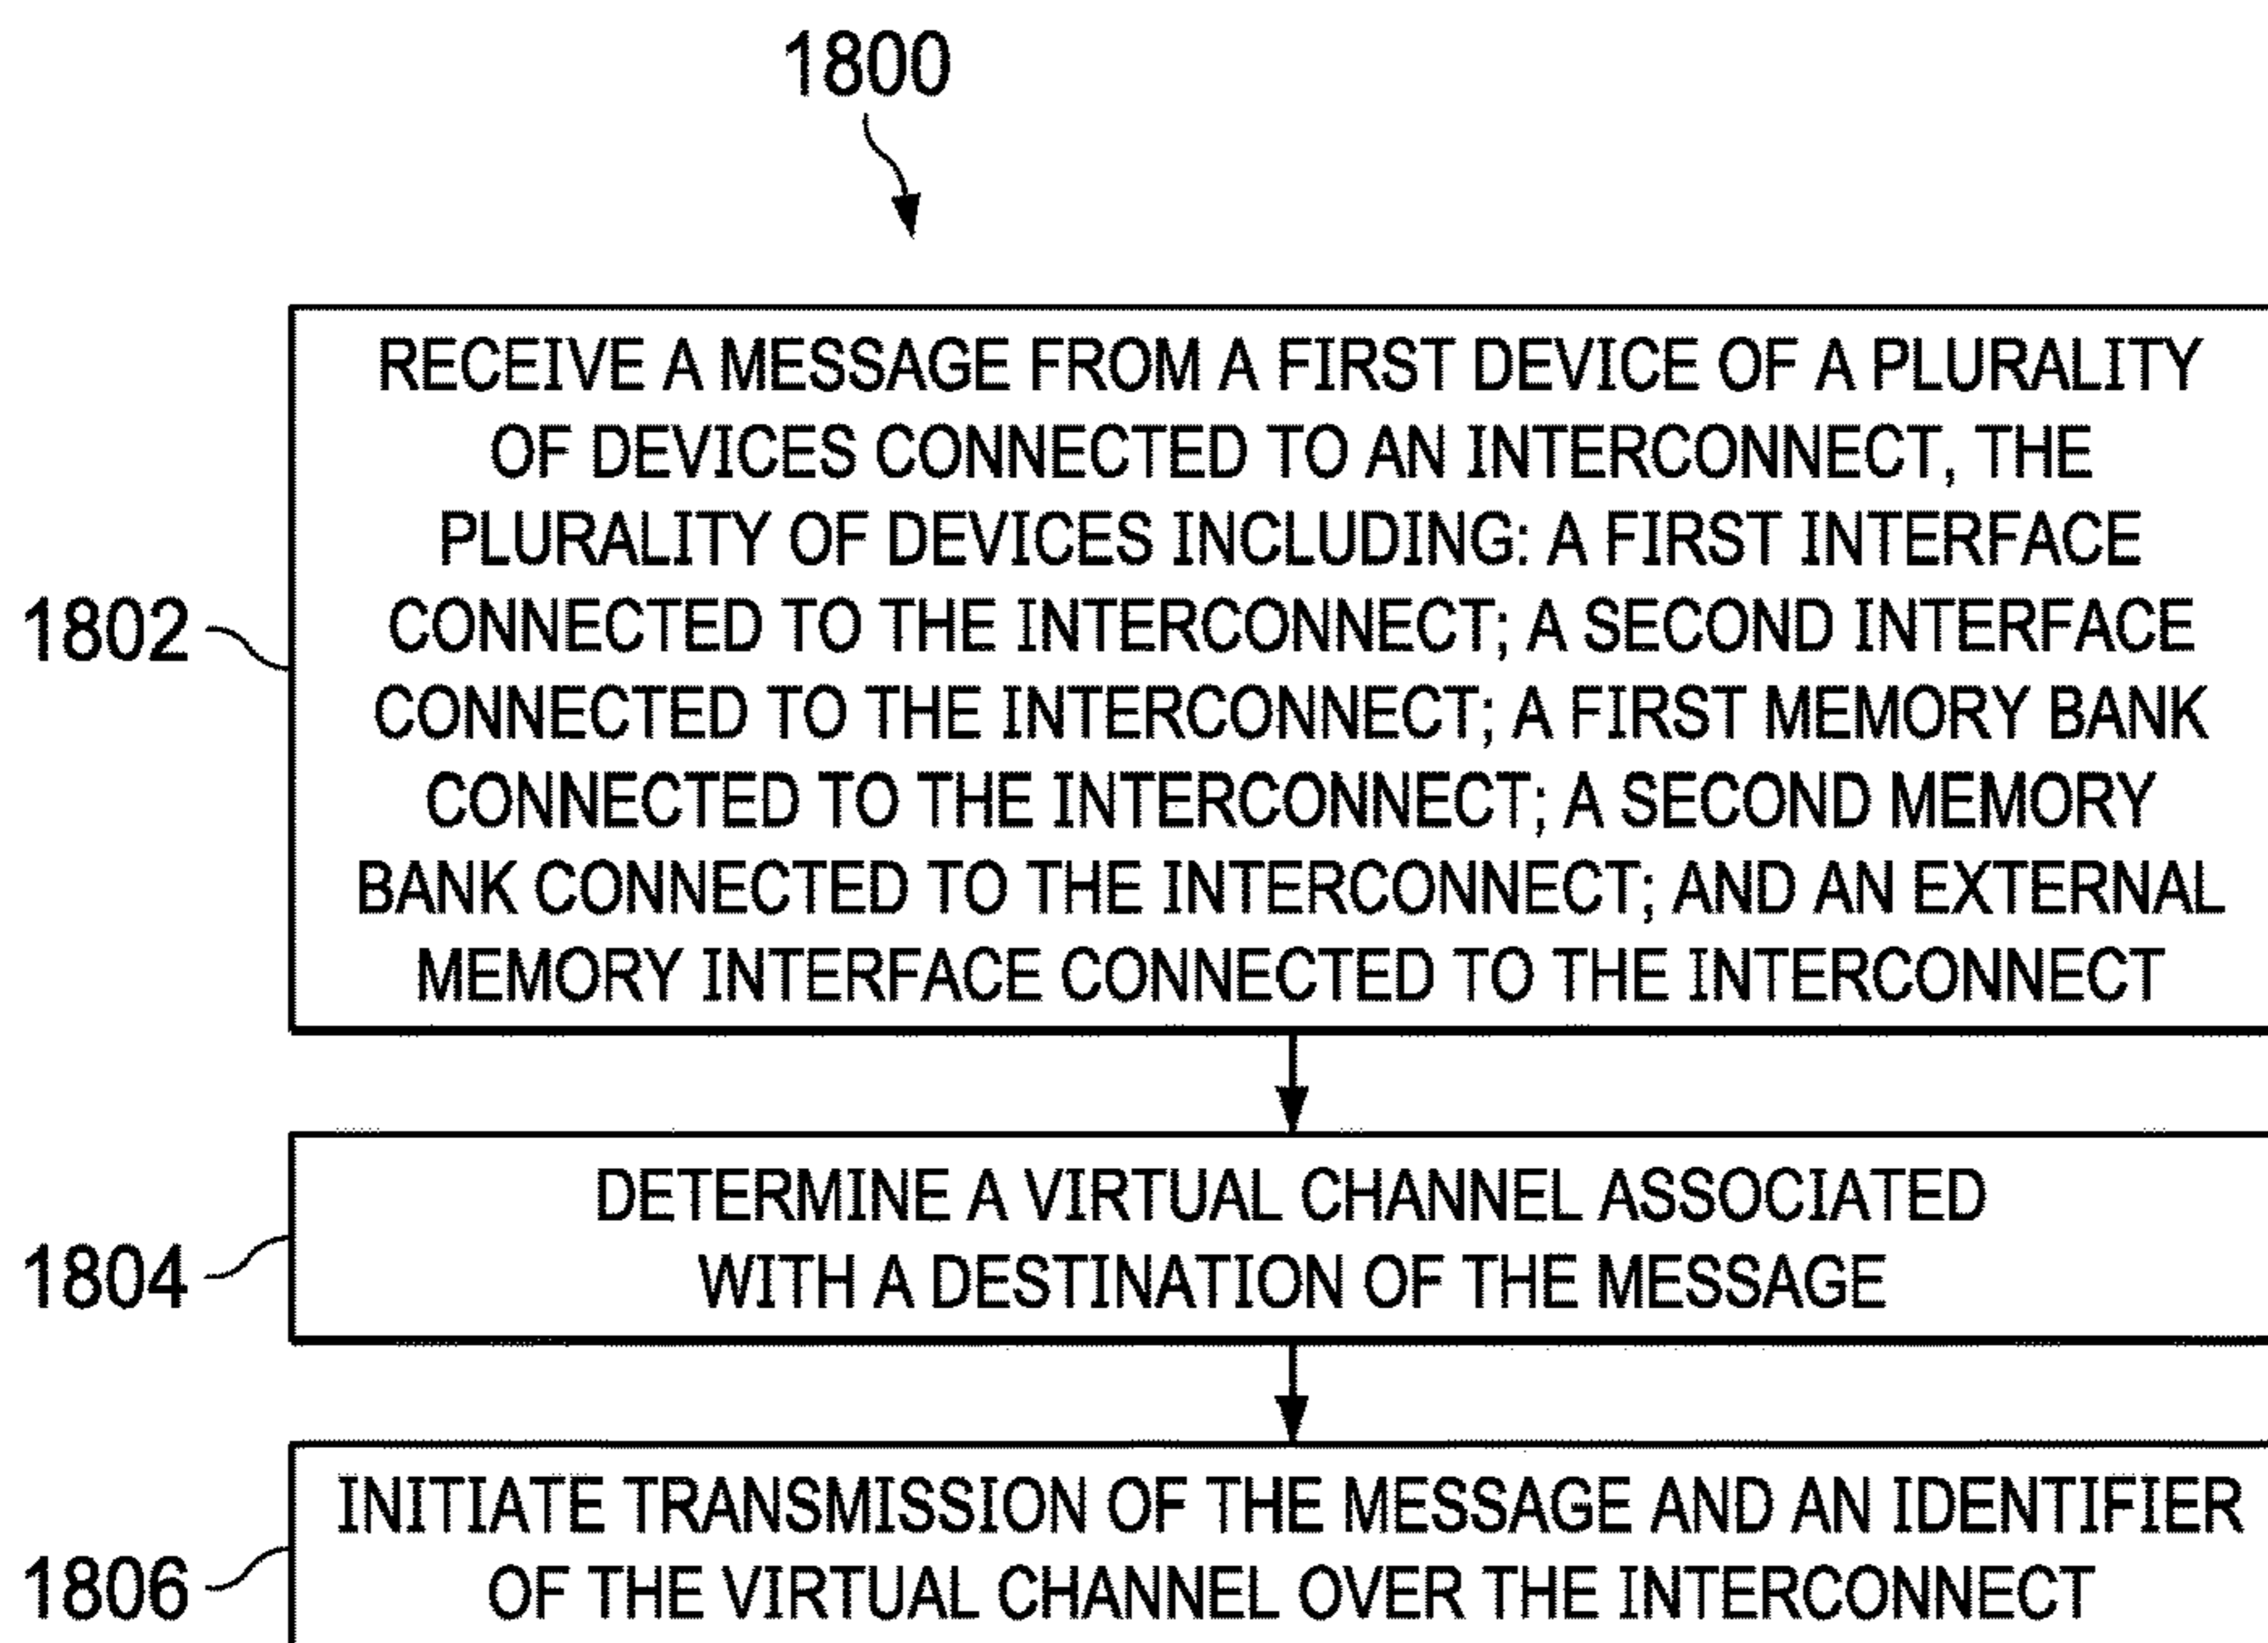 1800
RECEIVE A MESSAGE FROM A FIRST DEVICE OF A PLURALITY
OF DEVICES CONNECTED TO AN INTERCONNECT, THE
PLURALITY OF DEVICES INCLUDING: A FIRST INTERFACE
1802
CONNECTED TO THE INTERCONNECT; A SECOND INTERFACE
CONNECTED TO THE INTERCONNECT; A FIRST MEMORY BANK
CONNECTED TO THE INTERCONNECT; A SECOND MEMORY
BANK CONNECTED TO THE INTERCONNECT; AND AN EXTERNAL
MEMORY INTERFACE CONNECTED TO THE INTERCONNECT
DETERMINE A VIRTUAL CHANNEL ASSOCIATED
1804
WITH A DESTINATION OF THE MESSAGE
INITIATE TRANSMISSION OF THE MESSAGE AND AN IDENTIFIER
1806
OF THE VIRTUAL CHANNEL OVER THE INTERCONNECT